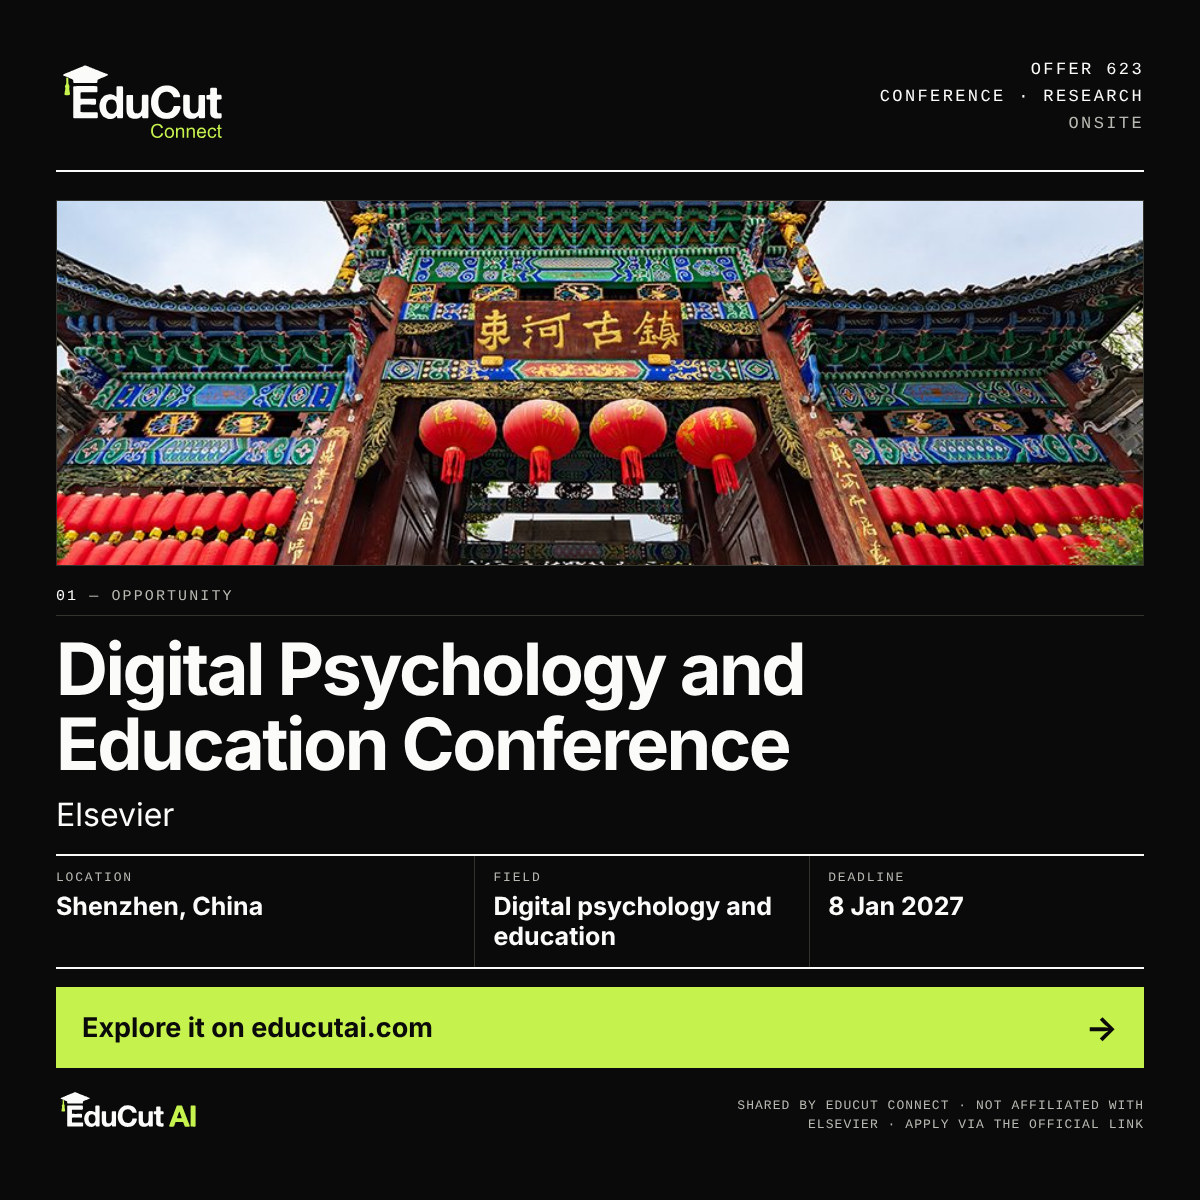 EduCut
Connect
OFFER 623
CONFERENCE · RESEARCH
ONSITE
束河古鎮
01 — OPPORTUNITY
Digital Psychology and
Education Conference
Elsevier
LOCATION
Shenzhen, China
FIELD
Digital psychology and
education
DEADLINE
8 Jan 2027
Explore it on educutai.com →
EduCut AI
SHARED BY EDUCUT CONNECT · NOT AFFILIATED WITH
ELSEVIER · APPLY VIA THE OFFICIAL LINK